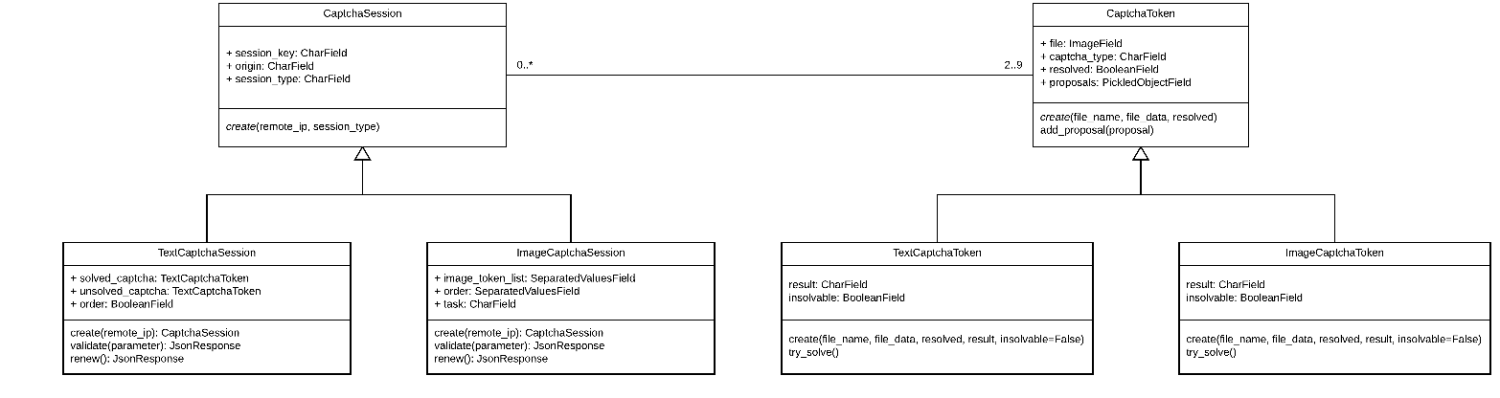 CaptchaSession
+ session_key: CharField
+ origin: CharField
+ session_type: CharField
create(remote_ip, session_type)
0..*
2..9
CaptchaToken
+ file: ImageField
+ captcha_type: CharField
+ resolved: BooleanField
+ proposals: PickledObjectField
create(file_name, file_data, resolved)
add_proposal(proposal)
TextCaptchaSession
+ solved_captcha: TextCaptchaToken
+ unsolved_captcha: TextCaptchaToken
+ order: BooleanField
create(remote_ip): CaptchaSession
validate(parameter): JsonResponse
renew(): JsonResponse
ImageCaptchaSession
+ image_token_list: SeparatedValuesField
+ order: SeparatedValuesField
+ task: CharField
create(remote_ip): CaptchaSession
validate(parameter): JsonResponse
renew(): JsonResponse
TextCaptchaToken
result: CharField
insolvable: BooleanField
create(file_name, file_data, resolved, result, insolvable=False)
try_solve()
ImageCaptchaToken
result: CharField
insolvable: BooleanField
create(file_name, file_data, resolved, result, insolvable=False)
try_solve()